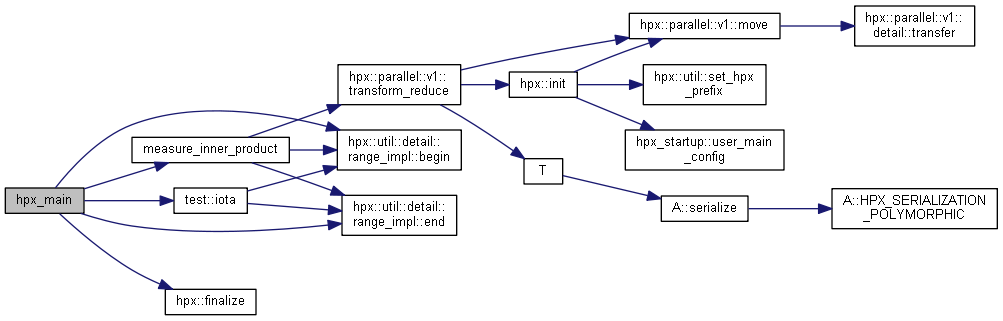 hpx_main
measure_inner_product
test::iota
hpx::finalize
hpx::parallel::v1::
transform_reduce
hpx::util::detail::
range_impl::begin
hpx::util::detail::
range_impl::end
hpx::init
T
hpx::parallel::v1::move
hpx::util::set_hpx
_prefix
hpx_startup::user_main
_config
A::serialize
hpx::parallel::v1::
detail::transfer
A::HPX_SERIALIZATION
_POLYMORPHIC